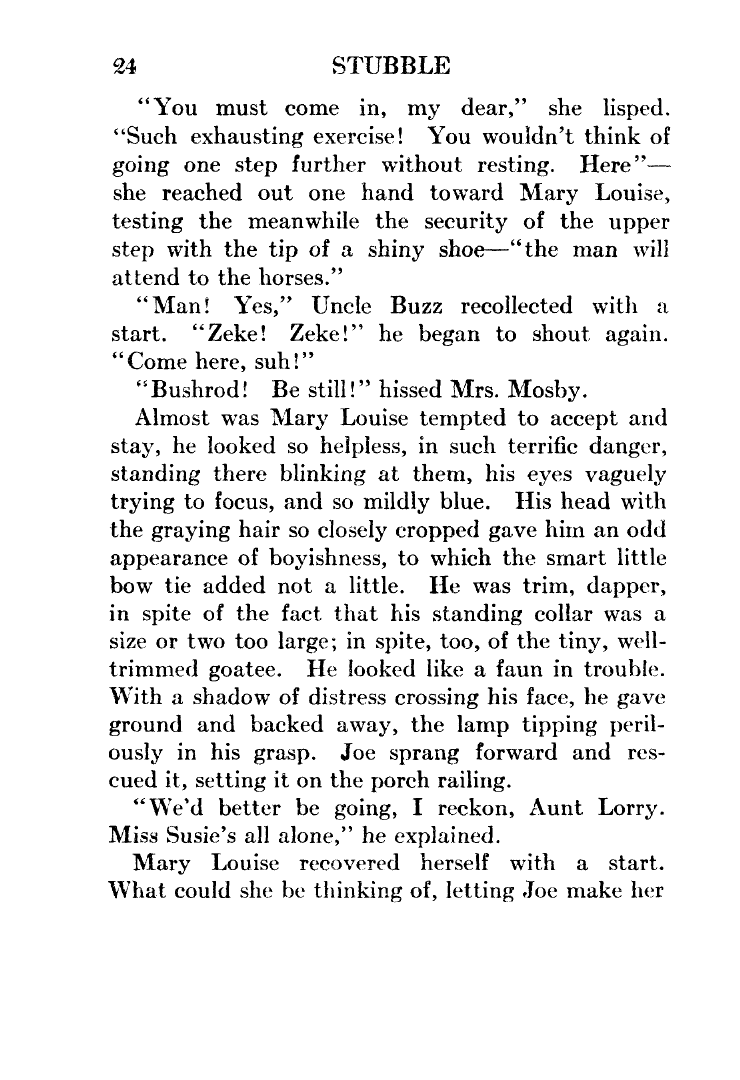 24 STUBBLE
“You must come in, my dear,” she lisped.
“Such exhausting exercise! You wouldn’t think of
going one step further without resting. Here”—
she reached out one hand toward Mary Louise,
testing the meanwhile the security of the upper
step with the tip of a shiny shoe—“the man will
attend to the horses.”
“Man! Yes,” Uncle Buzz recollected with a
start. “Zeke! Zeke!” he began to shout again.
“Come here, suh!”
“Bushrod! Be still!” hissed Mrs. Mosby.
Almost was Mary Louise tempted to accept and
stay, he looked so helpless, in such terrific danger,
standing there blinking at them, his eyes vaguely
trying to focus, and so mildly blue. His head with
the graying hair so closely cropped gave him an odd
appearance of boyishness, to which the smart little
bow tie added not a little. He was trim, dapper,
in spite of the fact that his standing collar was a
size or two too large; in spite, too, of the tiny, well-
trimmed goatee. He looked like a faun in trouble.
With a shadow of distress crossing his face, he gave
ground and backed away, the lamp tipping peril-
ously in his grasp. Joe sprang forward and res-
cued it, setting it on the porch railing.
“We’d better be going, I reckon, Aunt Lorry.
Miss Susie’s all alone,” he explained.
Mary Louise recovered herself with a start.
What could she be thinking of, letting Joe make her